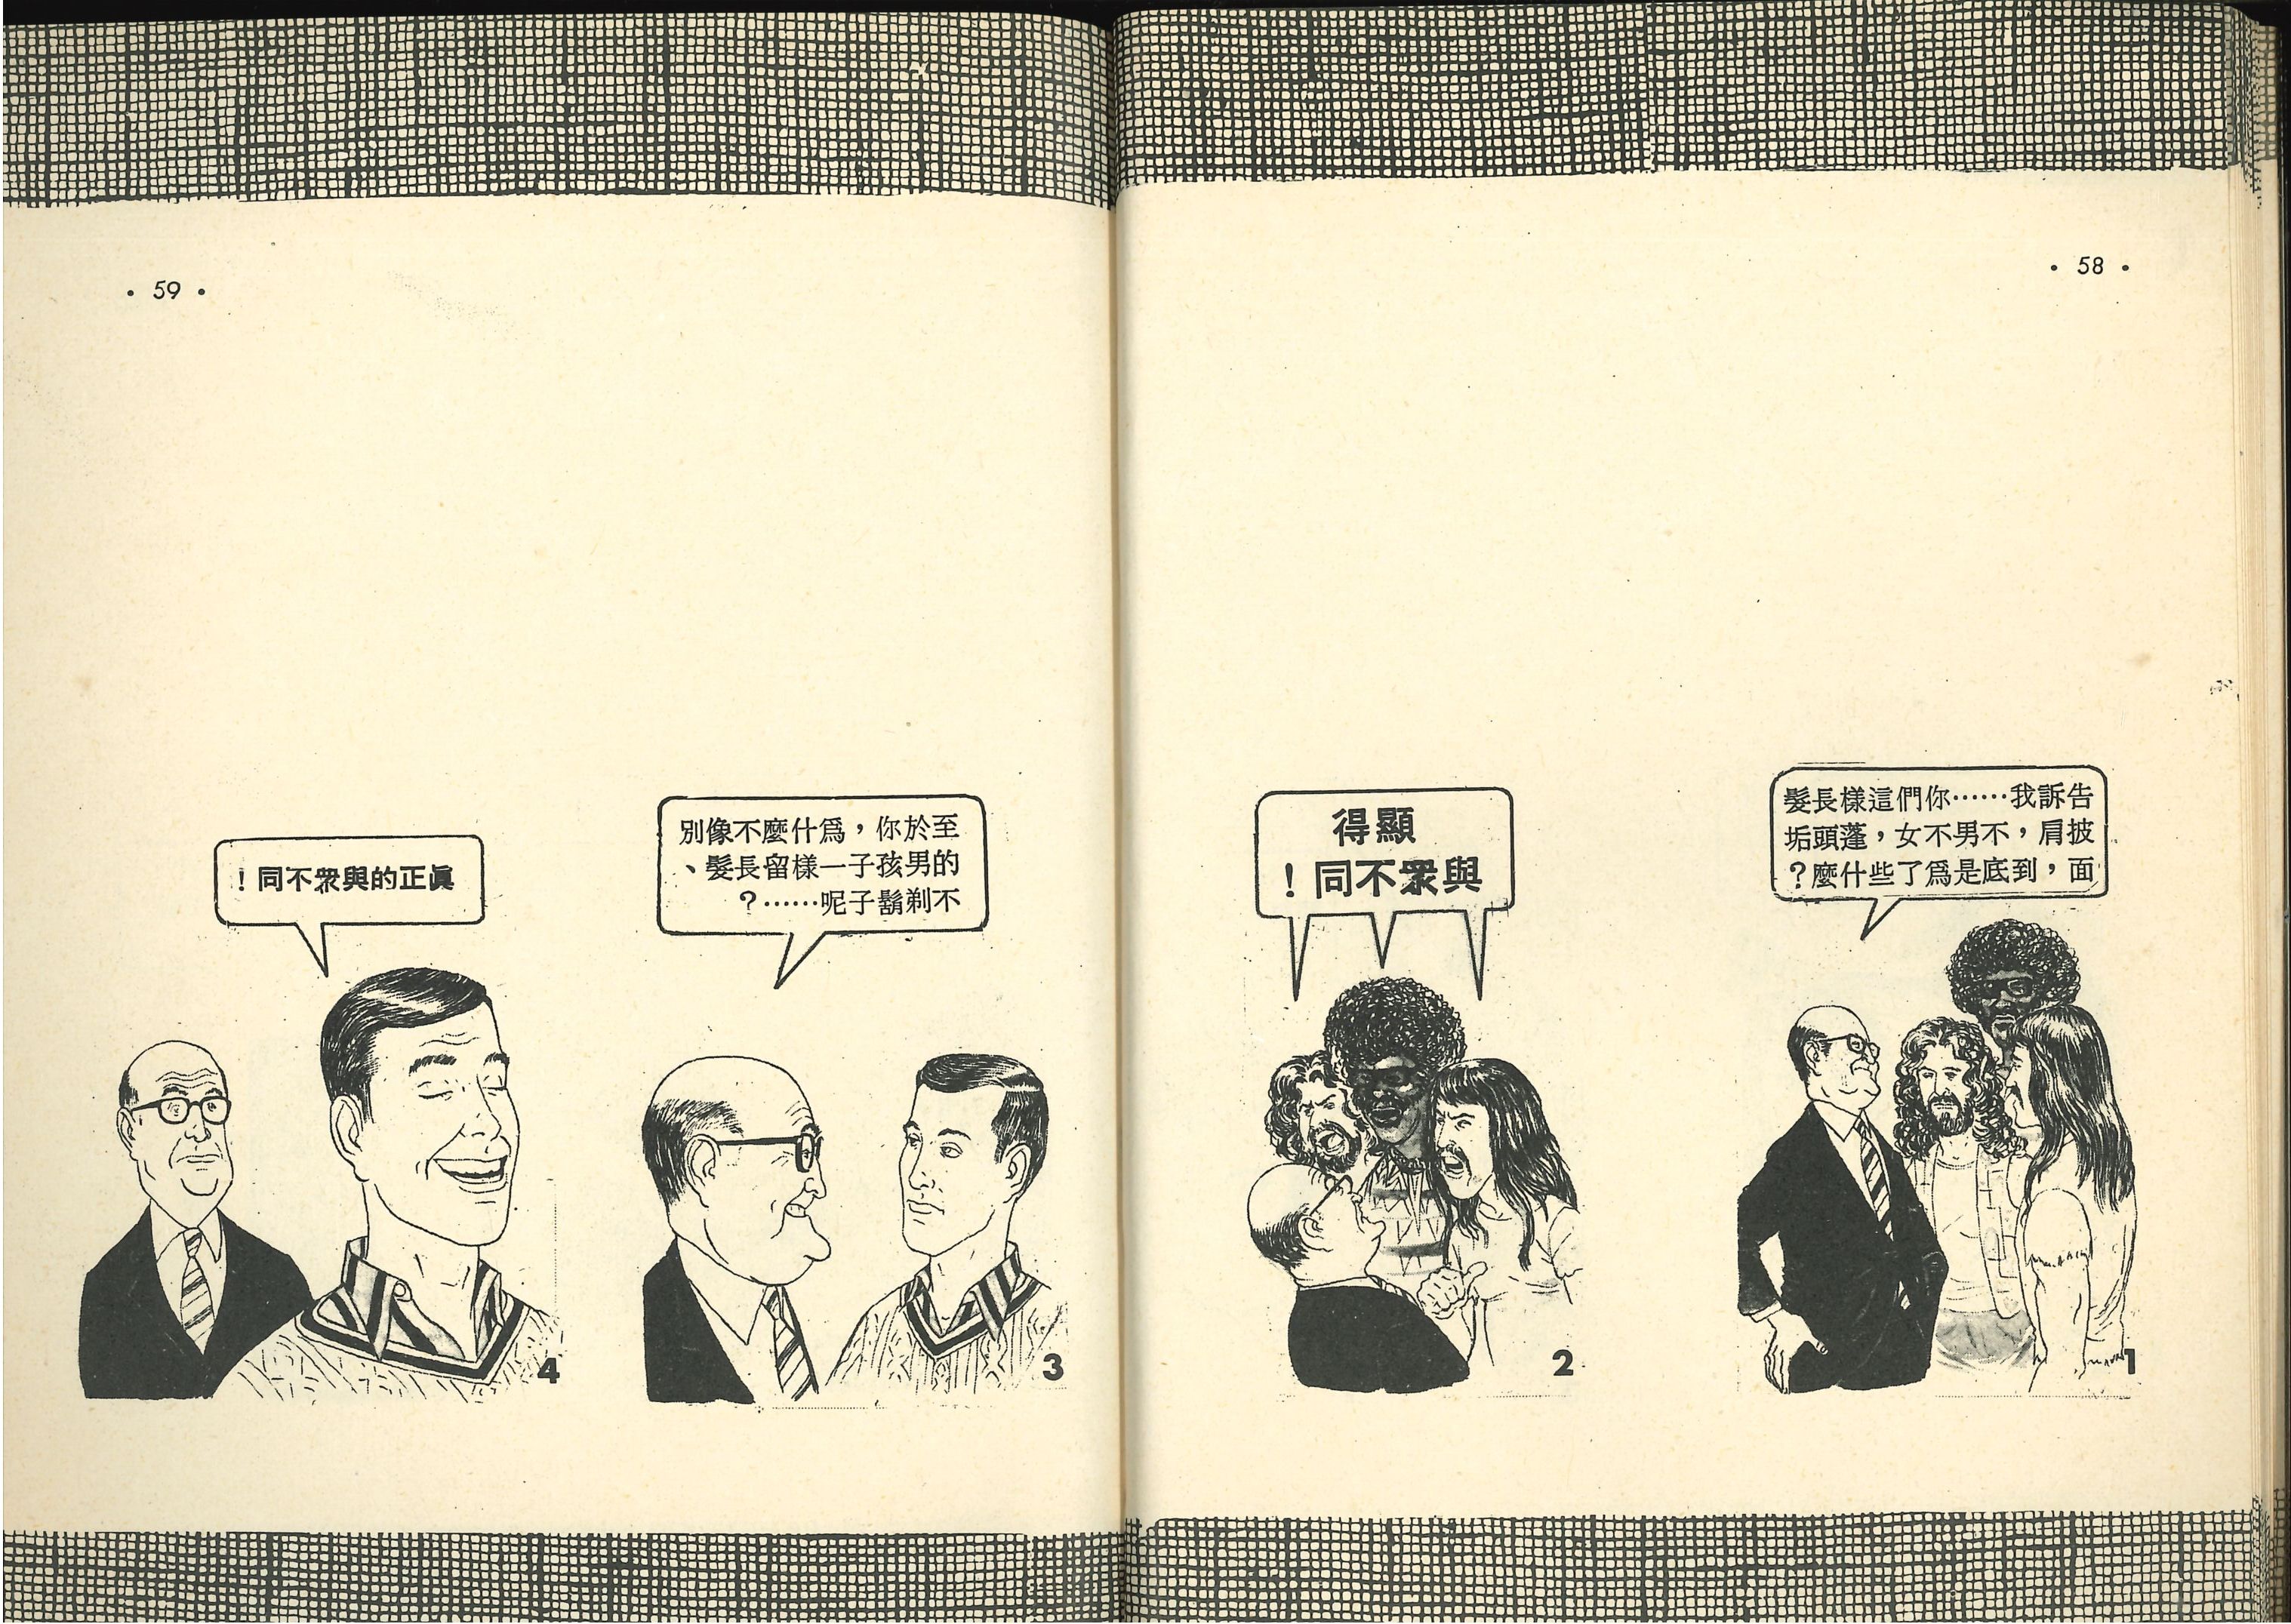 • 58 •
告訴我……你們這樣長髮
披肩，不男不女，蓬頭垢
面，到底是爲了些什麼？
1
顯得
與衆不同！
2
• 59 •
至於你，爲什麼不像別
的男孩子一樣留長髮、
不剃鬍子呢……？
3
眞正的與衆不同！
4